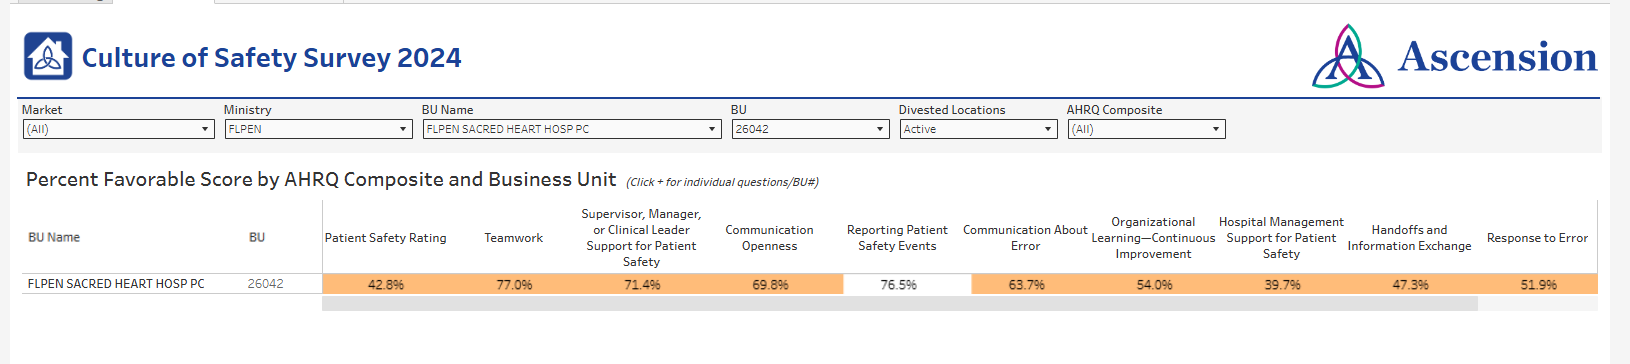 Culture of Safety Survey 2024
Ascension
Market
Ministry
BU Name
BU
Divested Locations
AHRQ Composite
(All)
FLPEN
FLPEN SACRED HEART HOSP PC
26042
Active
(All)
Percent Favorable Score by AHRQ Composite and Business Unit (Click + for individual questions/BU#)
BU Name
BU
Patient Safety Rating
Teamwork
Supervisor, Manager,
or Clinical Leader
Support for Patient
Safety
Communication
Openness
Reporting Patient
Safety Events
Communication About
Error
Organizational
Learning—Continuous
Improvement
Hospital Management
Support for Patient
Safety
Handoffs and
Information Exchange
Response to Error
FLPEN SACRED HEART HOSP PC 26042 42.8% 77.0% 71.4% 69.8% 76.5% 63.7% 54.0% 39.7% 47.3% 51.9%